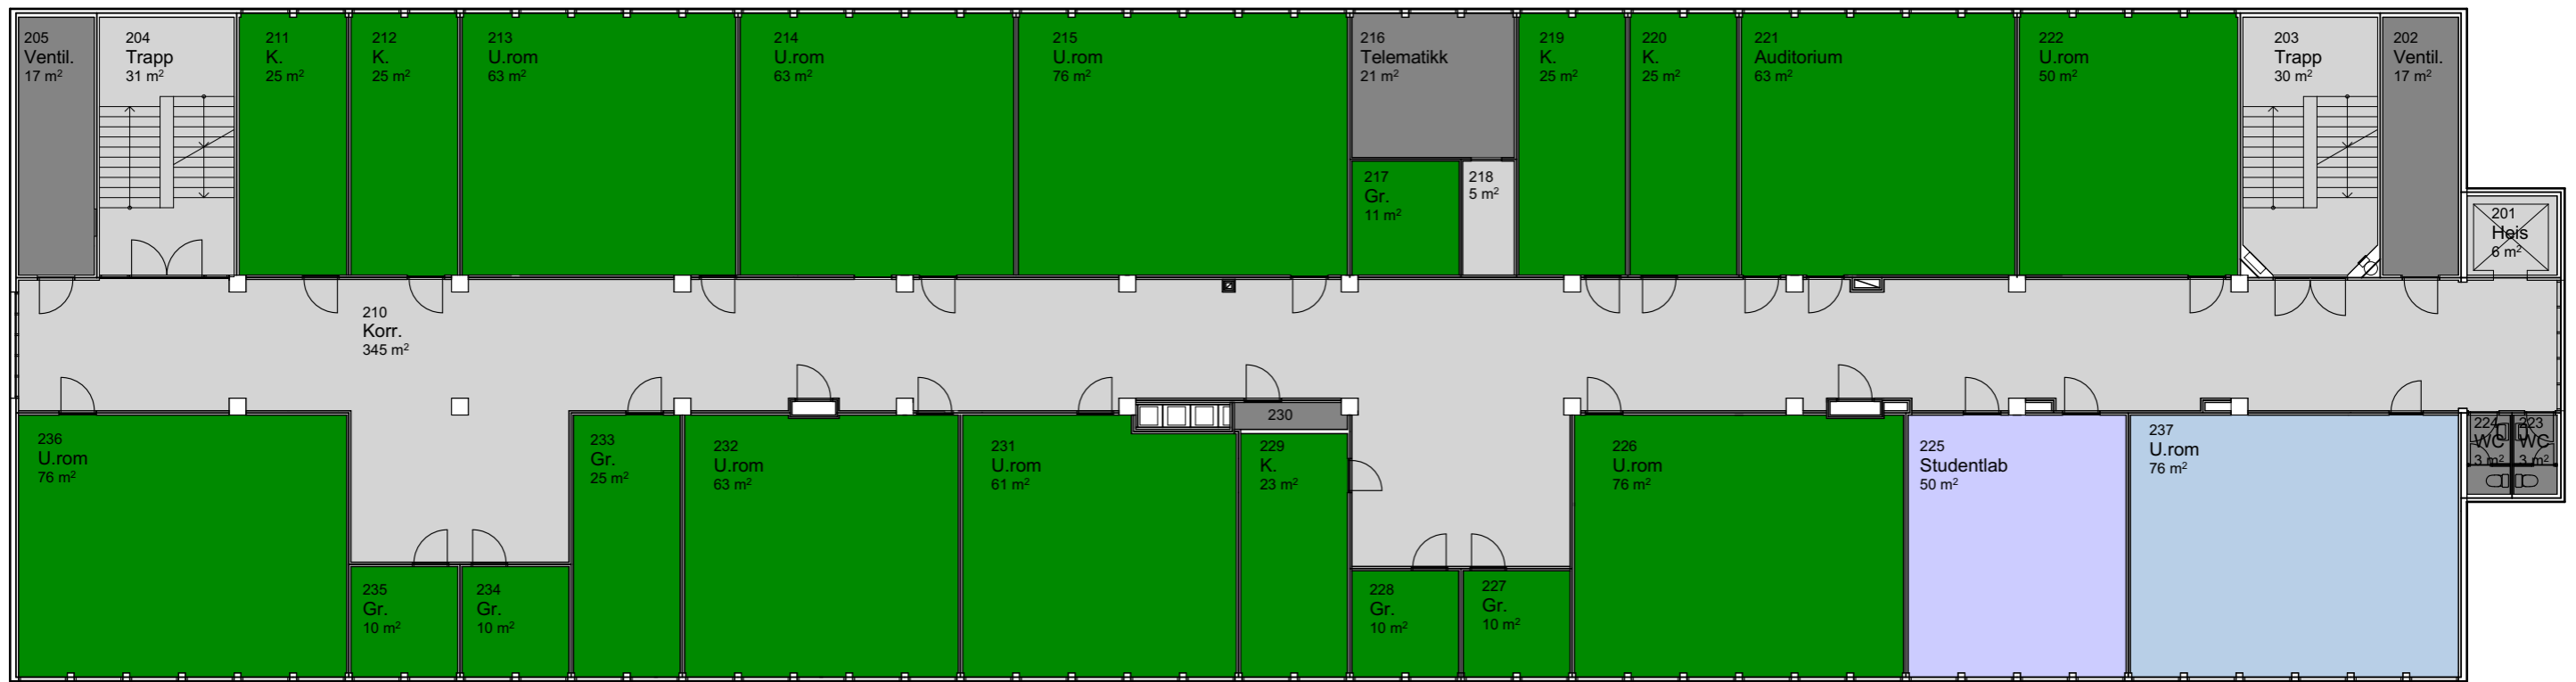 205
Ventil.
17 m²
204
Trapp
31 m²
211
K.
25 m²
212
K.
25 m²
213
U.rom
63 m²
214
U.rom
63 m²
215
U.rom
76 m²
216
Telematikk
21 m²
217
Gr.
11 m²
218
5 m²
219
K.
25 m²
220
K.
25 m²
221
Auditorium
63 m²
222
U.rom
50 m²
203
Trapp
30 m²
202
Ventil.
17 m²
201
Heis
6 m²
210
Korr.
345 m²
236
U.rom
76 m²
235
Gr.
10 m²
234
Gr.
10 m²
233
Gr.
25 m²
232
U.rom
63 m²
231
U.rom
61 m²
230
229
K.
23 m²
228
Gr.
10 m²
227
Gr.
10 m²
226
U.rom
76 m²
225
Studentlab
50 m²
237
U.rom
76 m²
224
WC
3 m²
223
WC
3 m²